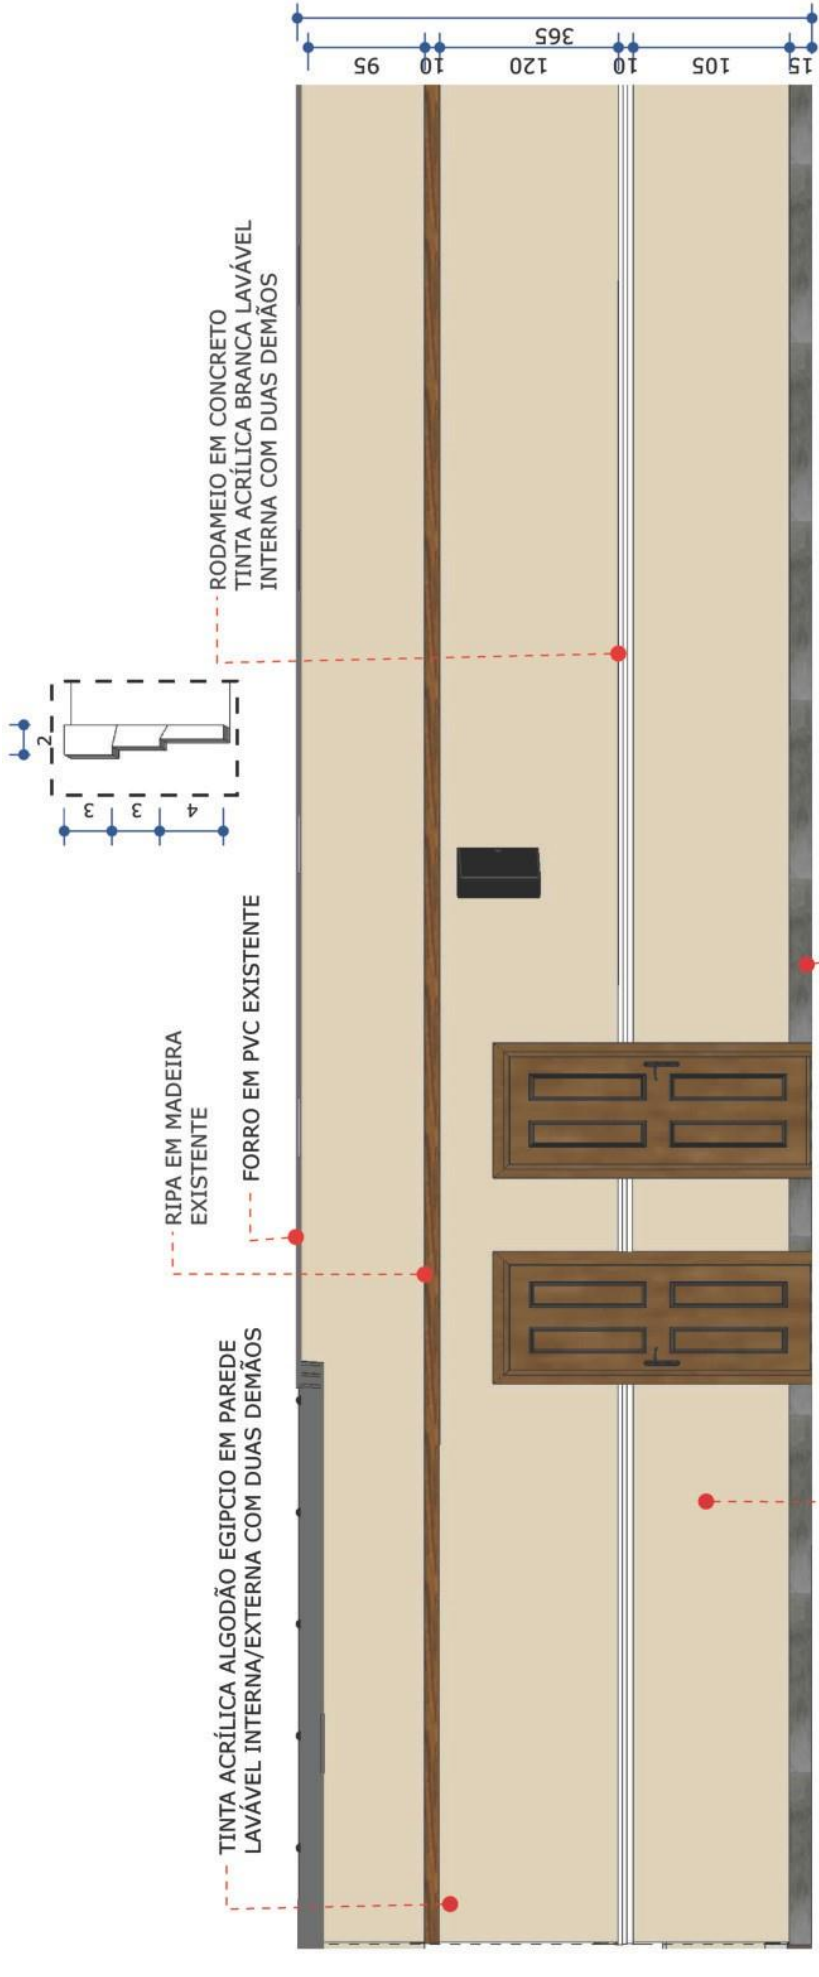 TINTA ACRÍLICA ALGODÃO EGIPCIO EM PAREDE
LAVÁVEL INTERNA/EXTERNA COM DUAS DEMÃOS
RIPA EM MADEIRA
EXISTENTE
FORRO EM PVC EXISTENTE
3
3
4
2
RODAMEIO EM CONCRETO
TINTA ACRÍLICA BRANCA LAVÁVEL
INTERNA COM DUAS DEMÃOS
95
10
120
10
105
15
365